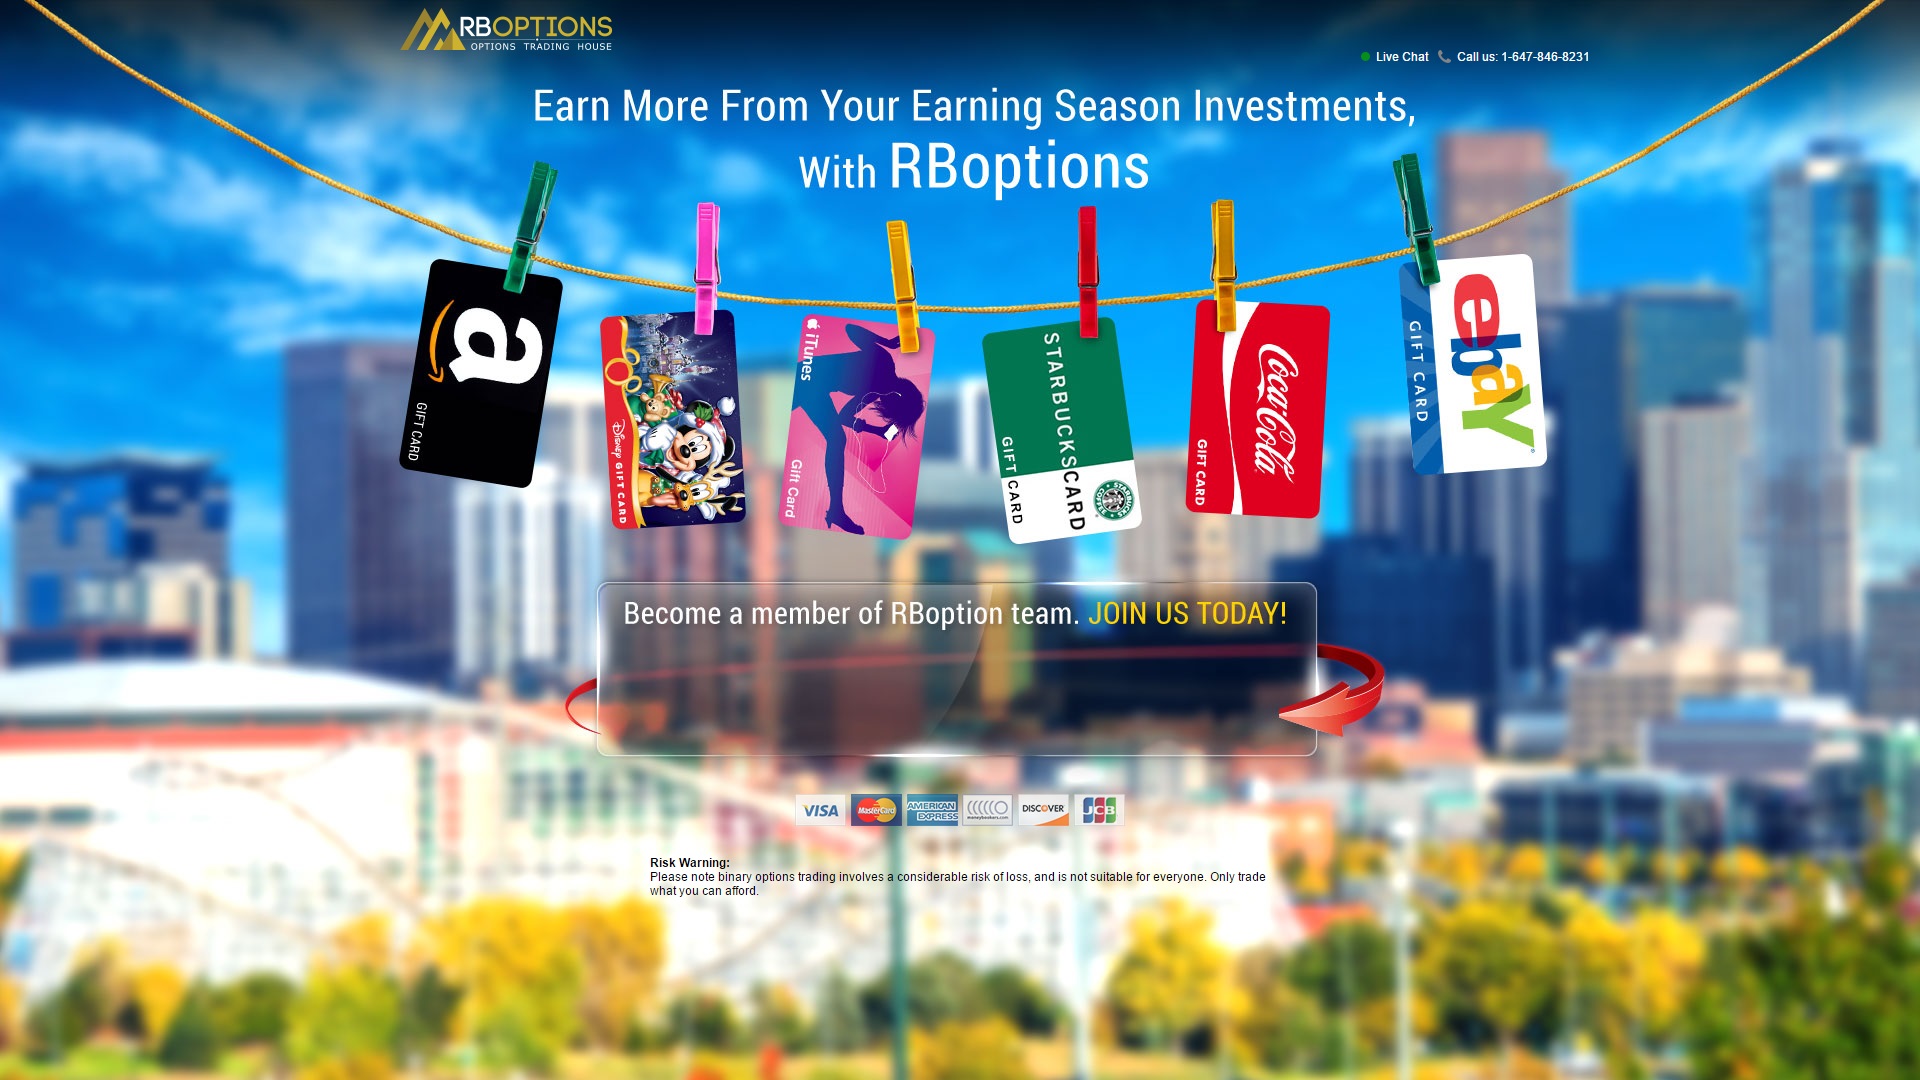 RBOPTIONS
OPTIONS TRADING HOUSE
Live Chat
Call us: 1-647-846-8231
Earn More From Your Earning Season Investments,
With RBoptions
a
GIFT CARD
Disney GIFT CARD
iTunes
Gift Card
STARBUCKS CARD
GIFT CARD
STARBUCKS
COFFEE
Coca-Cola
GIFT CARD
ebaY
GIFT CARD
Become a member of RBoption team. JOIN US TODAY!
VISA
MasterCard
AMERICAN
EXPRESS
moneybookers.com
DISCOVER
JCB
Risk Warning:
Please note binary options trading involves a considerable risk of loss, and is not suitable for everyone. Only trade
what you can afford.